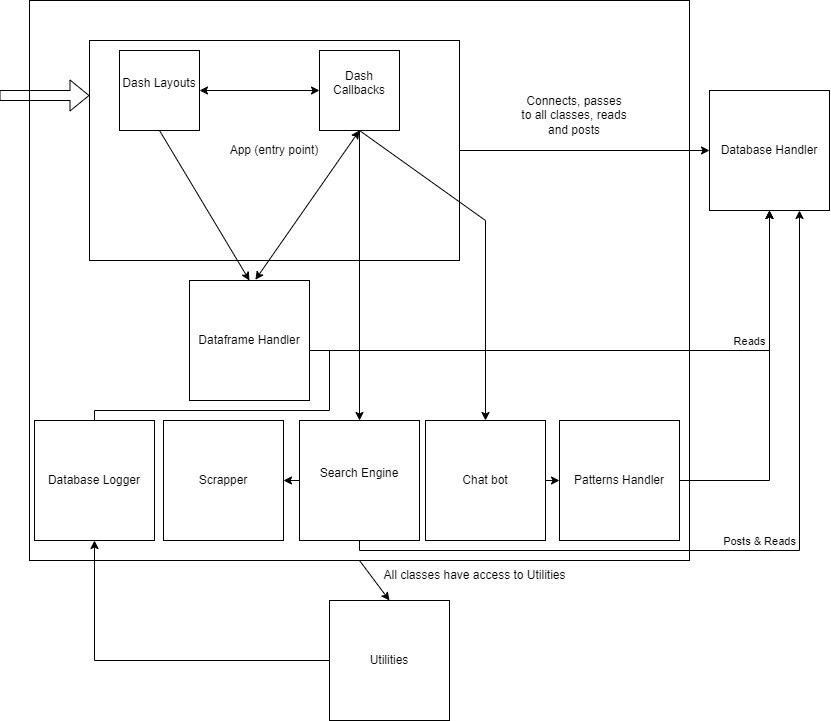 Dash Layouts
Dash
Callbacks
App (entry point)
Connects, passes
to all classes, reads
and posts
Database Handler
Dataframe Handler
Reads
Database Logger
Scrapper
Search Engine
Chat bot
Patterns Handler
Posts & Reads
All classes have access to Utilities
Utilities